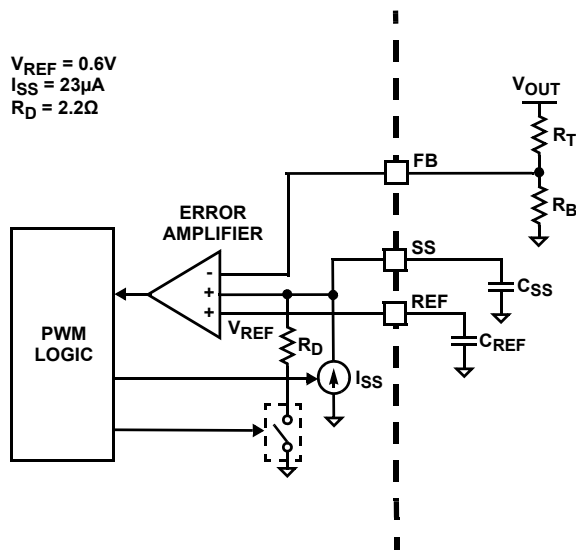 V_REF = 0.6V
I_SS = 23µA
R_D = 2.2Ω
V_OUT
R_T
FB
R_B
ERROR
AMPLIFIER
-
+
+
SS
C_SS
REF
V_REF
R_D
C_REF
PWM
LOGIC
I_SS